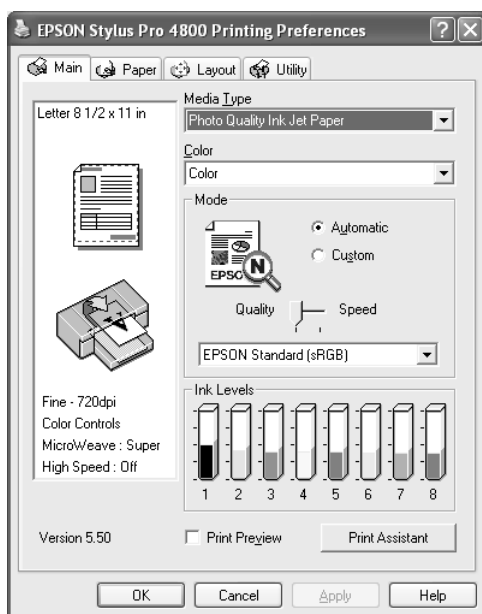 EPSON Stylus Pro 4800 Printing Preferences
Main
Paper
Layout
Utility
Letter 8 1/2 x 11 in
Fine - 720dpi
Color Controls
MicroWeave : Super
High Speed : Off
Version 5.50
Media Type
Photo Quality Ink Jet Paper
Color
Color
Mode
EPSO
N
Automatic
Custom
Quality
Speed
EPSON Standard (sRGB)
Ink Levels
1 2 3 4 5 6 7 8
Print Preview
Print Assistant
OK
Cancel
Apply
Help